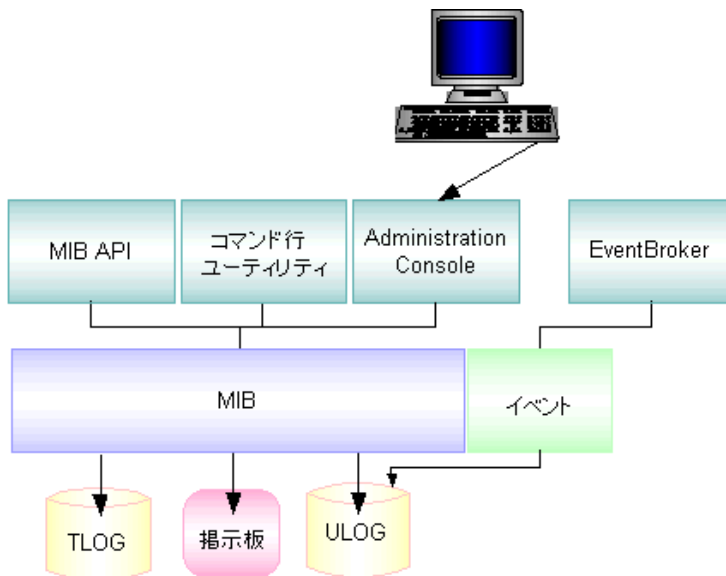 MIB API
コマンド行
ユーティリティ
Administration
Console
EventBroker
MIB
イベント
TLOG
掲示板
ULOG